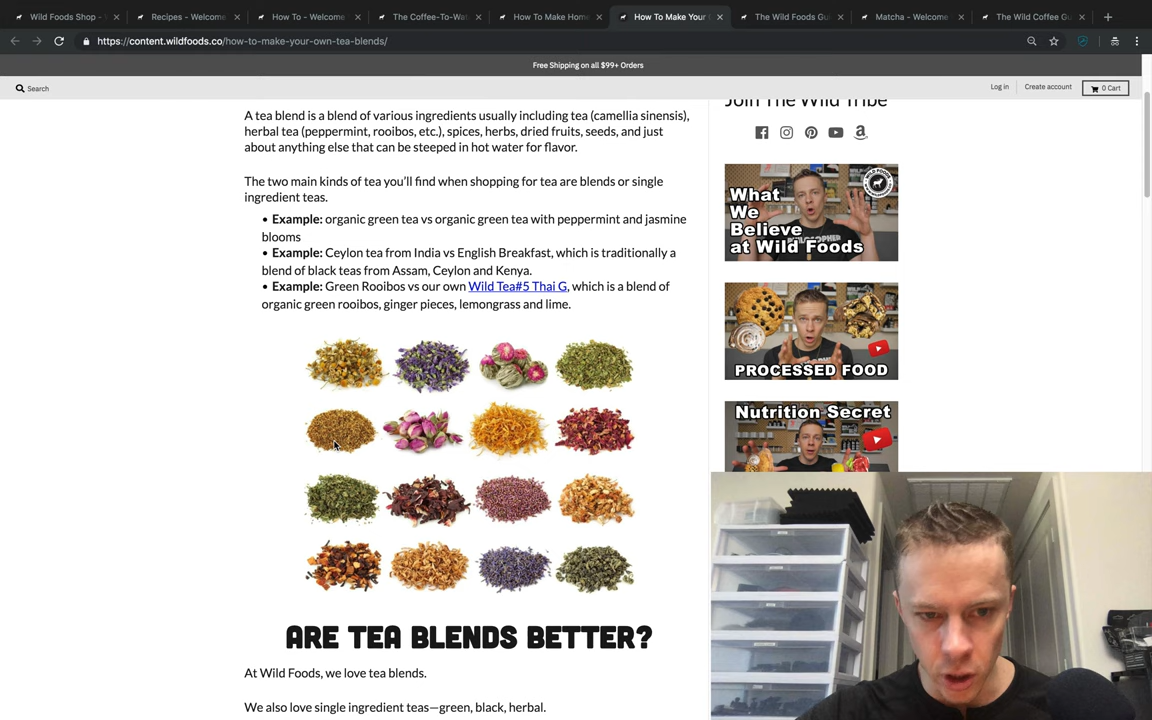 Wild Foods Shop -
Recipes - Welcome
How To - Welcome
The Coffee-To-Wa
How To Make Hom
How To Make Your
The Wild Foods Gu
Matcha - Welcome
The Wild Coffee Gu
https://content.wildfoods.co/how-to-make-your-own-tea-blends/
Free Shipping on all $99+ Orders
Search
Log in
Create account
0 Cart
A tea blend is a blend of various ingredients usually including tea (camellia sinensis),
herbal tea (peppermint, rooibos, etc.), spices, herbs, dried fruits, seeds, and just
about anything else that can be steeped in hot water for flavor.
The two main kinds of tea you'll find when shopping for tea are blends or single
ingredient teas.
• Example: organic green tea vs organic green tea with peppermint and jasmine
blooms
• Example: Ceylon tea from India vs English Breakfast, which is traditionally a
blend of black teas from Assam, Ceylon and Kenya.
• Example: Green Rooibos vs our own Wild Tea#5 Thai G, which is a blend of
organic green rooibos, ginger pieces, lemongrass and lime.
ARE TEA BLENDS BETTER?
At Wild Foods, we love tea blends.
We also love single ingredient teas—green, black, herbal.
Join The Wild Tribe
What
We
Believe
at Wild Foods
WILD FOODS
PHILOSOPHER
PROCESSED FOOD
Nutrition Secret